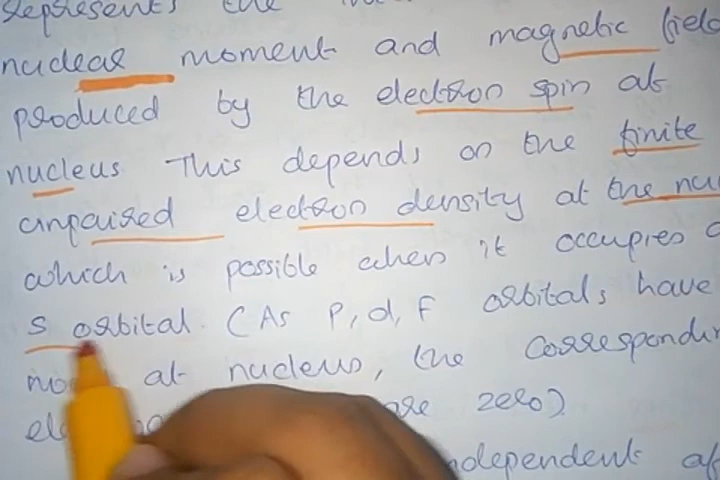 represents the
nuclear moment and magnetic field
produced by the electron spin at
nucleus This depends on the finite
unpaired electron density at the nu
which is possible when it occupies
s orbital. (As P, d, F orbitals have
at nucleus, the correspondin
are zero)
independent of